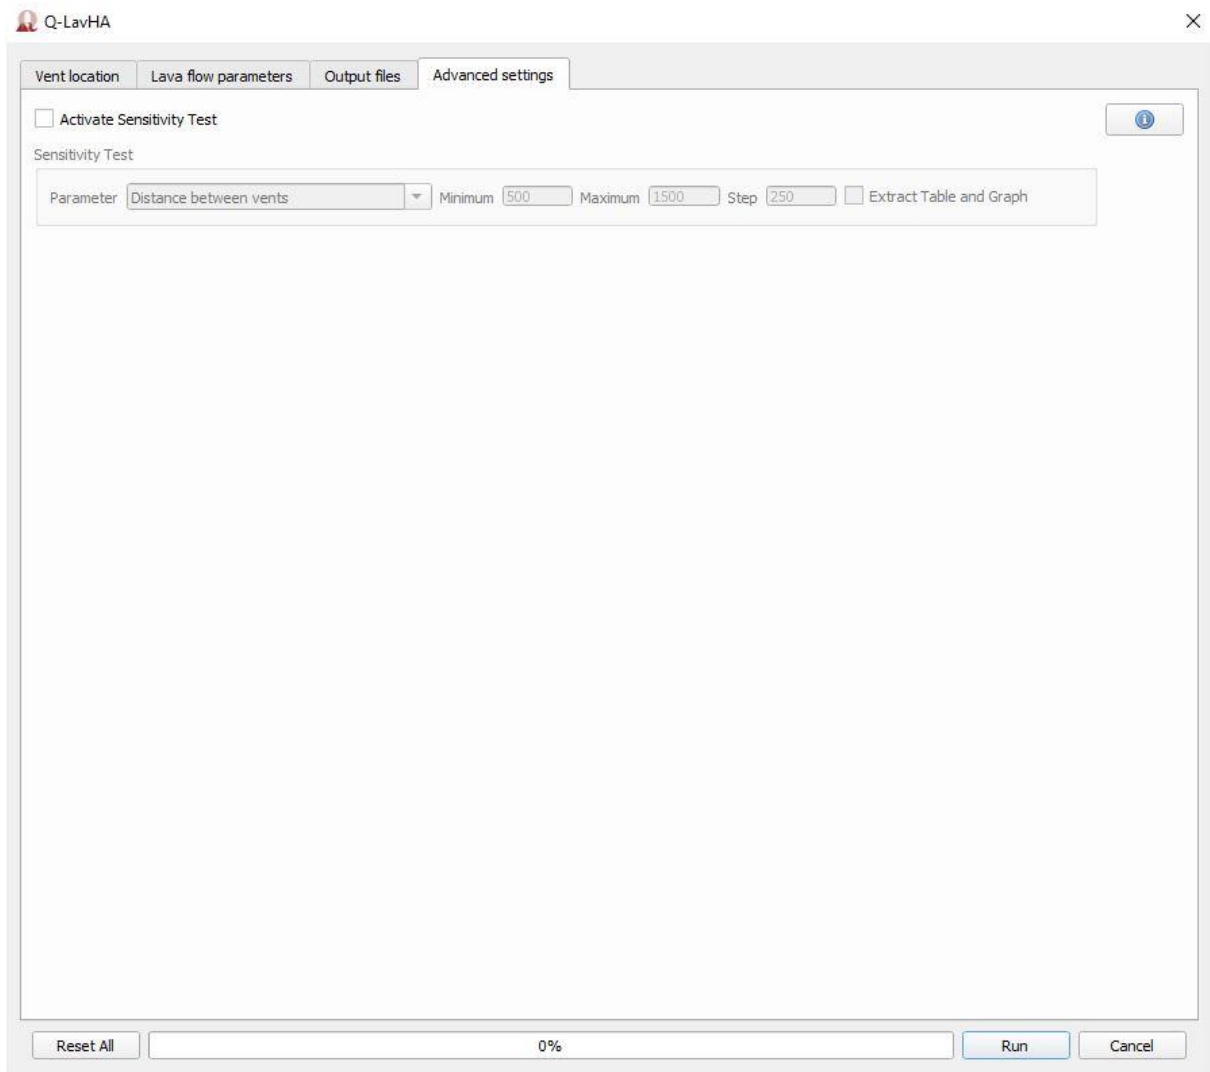 Q-LavHA
Vent location Lava flow parameters Output files Advanced settings
Activate Sensitivity Test
Sensitivity Test
Parameter Distance between vents Minimum 500 Maximum 1500 Step 250 Extract Table and Graph
Reset All 0% Run Cancel